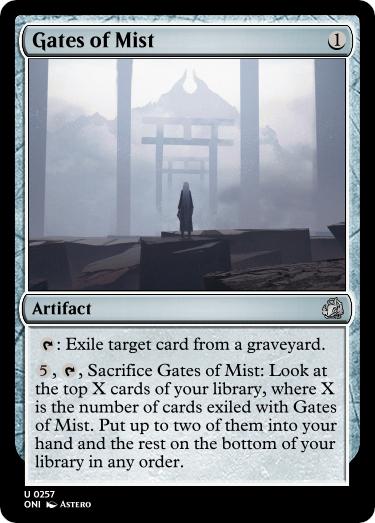 Gates of Mist 1
Artifact
: Exile target card from a graveyard.
5, , Sacrifice Gates of Mist: Look at
the top X cards of your library, where X
is the number of cards exiled with Gates
of Mist. Put up to two of them into your
hand and the rest on the bottom of your
library in any order.
U 0257
ONI Astero